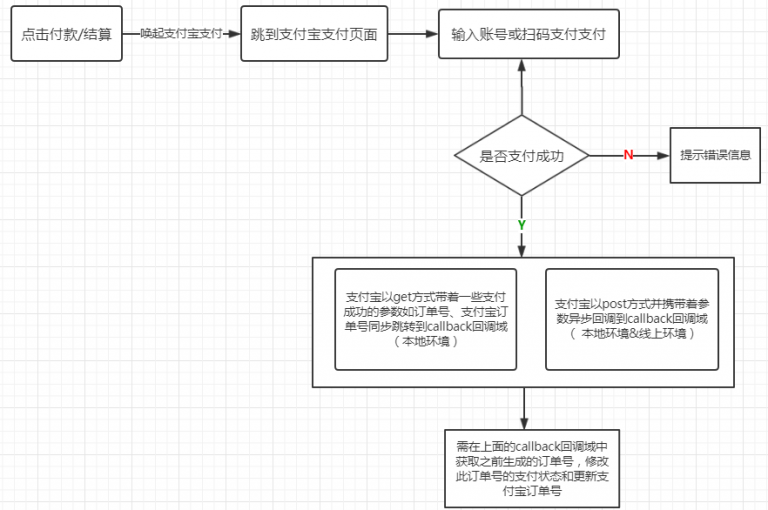 点击付款/结算
唤起支付宝支付
跳到支付宝支付页面
输入账号或扫码支付支付
是否支付成功
N
提示错误信息
Y
支付宝以get方式带着一些支付
成功的参数如订单号、支付宝订
单号同步跳转到callback回调域
（本地环境）
支付宝以post方式并携带着参
数异步回调到callback回调域
（ 本地环境&线上环境）
需在上面的callback回调域中
获取之前生成的订单号，修改
此订单号的支付状态和更新支
付宝订单号